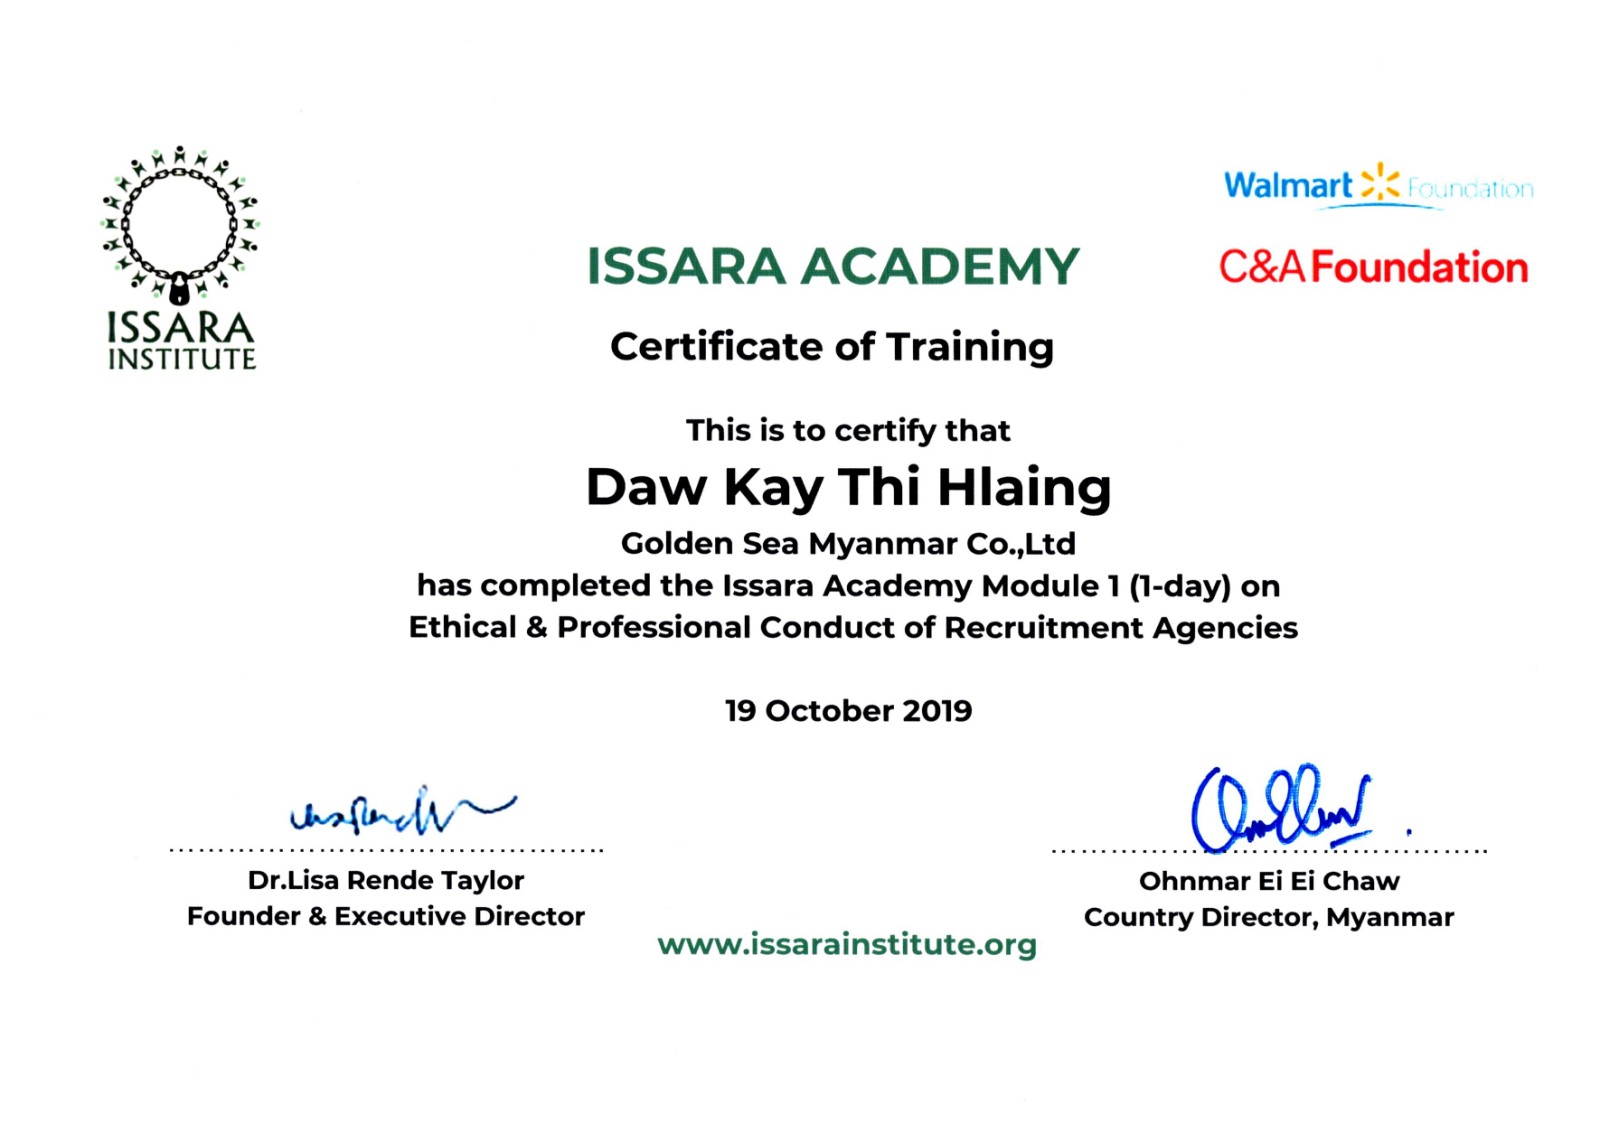 ISSARA
INSTITUTE
Walmart Foundation
C&A Foundation
ISSARA ACADEMY
Certificate of Training
This is to certify that
Daw Kay Thi Hlaing
Golden Sea Myanmar Co.,Ltd
has completed the Issara Academy Module 1 (1-day) on
Ethical & Professional Conduct of Recruitment Agencies
19 October 2019
Dr.Lisa Rende Taylor
Founder & Executive Director
Ohnmar Ei Ei Chaw
Country Director, Myanmar
www.issarainstitute.org